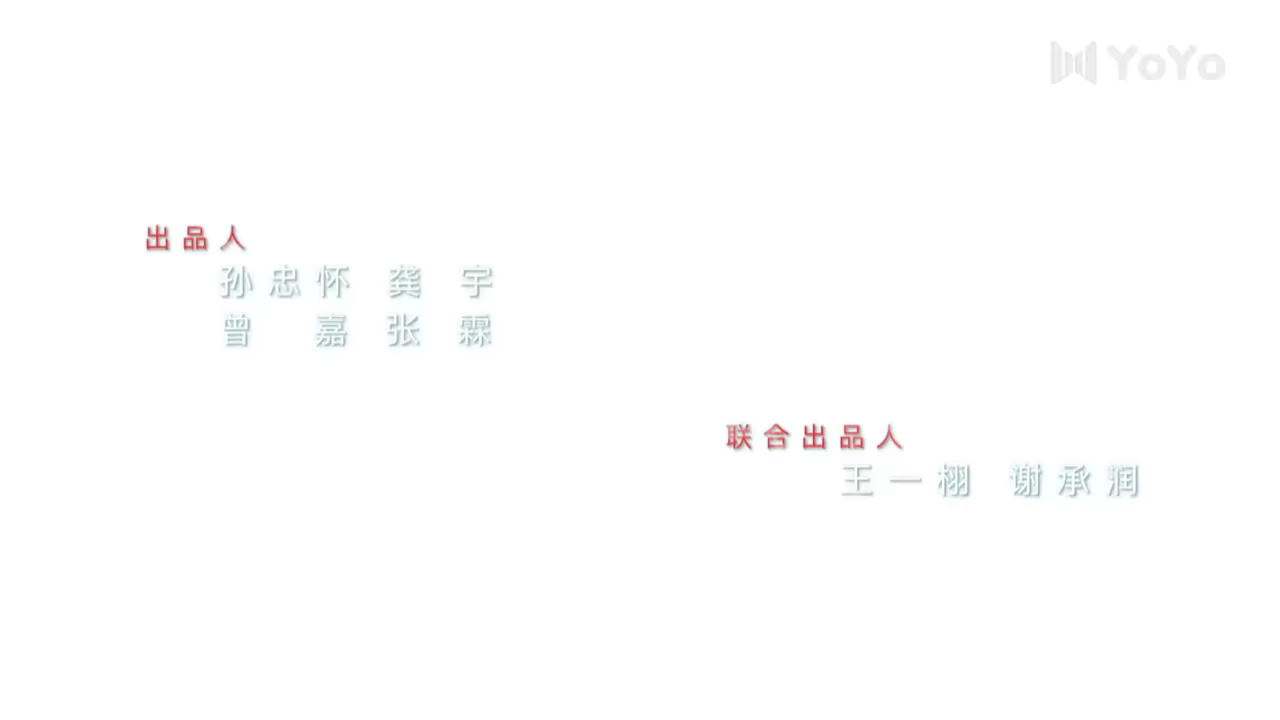 YoYo
出品人
孙忠怀 龚宇
曾嘉 张霖
联合出品人
王一栩 谢承润